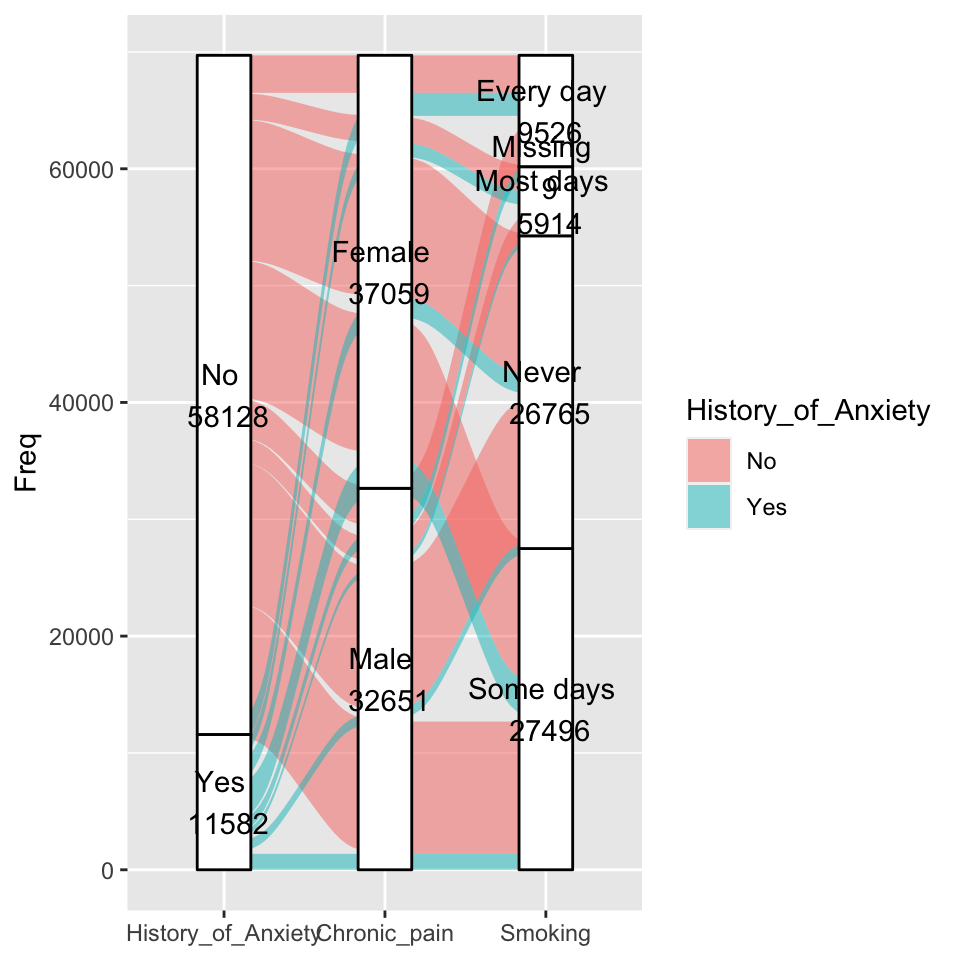 Freq
60000
40000
20000
0
No
58128
Yes
11582
Female
37059
Male
32651
Every day
9526
Missing
9
Most days
5914
Never
26765
Some days
27496
History_of_Anxiety
Chronic_pain
Smoking
History_of_Anxiety
No
Yes